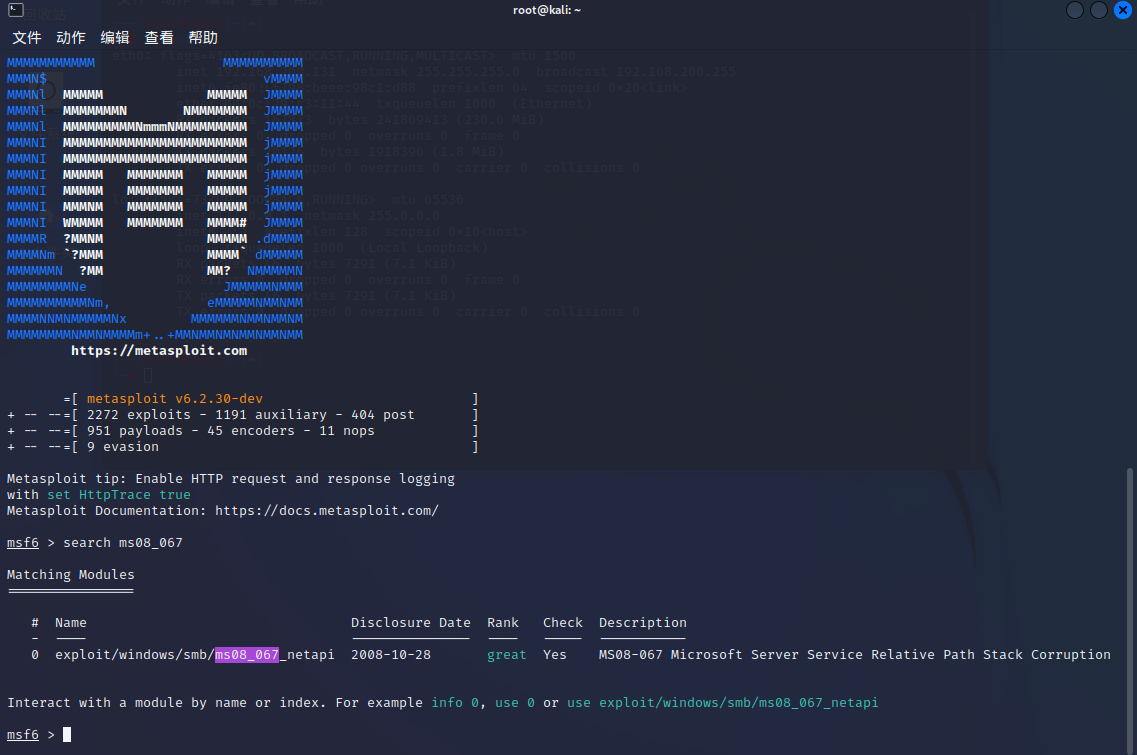 root@kali: ~
文件 动作 编辑 查看 帮助
MMMMMMMMMMM                MMMMMMMMMMM
MMMN$                           vMMMM
MMMNl  MMMMM             MMMMM  JMMMM
MMMNl  MMMMMMMN       NMMMMMMM  JMMMM
MMMNl  MMMMMMMMMNmmmNMMMMMMMMM  JMMMM
MMMNI  MMMMMMMMMMMMMMMMMMMMMMM  jMMMM
MMMNI  MMMMMMMMMMMMMMMMMMMMMMM  jMMMM
MMMNI  MMMMM   MMMMMMM   MMMMM  jMMMM
MMMNI  MMMMM   MMMMMMM   MMMMM  jMMMM
MMMNI  MMMNM   MMMMMMM   MMMMM  jMMMM
MMMNI  WMMMM   MMMMMMM   MMMM#  JMMMM
MMMMR  ?MMNM             MMMMM .dMMMM
MMMMNm `?MMM             MMMM` dMMMMM
MMMMMMN  ?MM             MM?  NMMMMMN
MMMMMMMMNe                 JMMMMMNMMM
MMMMMMMMMMNm,            eMMMMMNMMNMM
MMMMNNMNMMMMMNx        MMMMMMNMMNMMNM
MMMMMMMMNMMNMMMMm+..+MMNMMNMNMMNMMNMM
https://metasploit.com
=[ metasploit v6.2.30-dev ]
+ -- --=[ 2272 exploits - 1191 auxiliary - 404 post ]
+ -- --=[ 951 payloads - 45 encoders - 11 nops ]
+ -- --=[ 9 evasion ]
Metasploit tip: Enable HTTP request and response logging
with set HttpTrace true
Metasploit Documentation: https://docs.metasploit.com/
msf6 > search ms08_067
Matching Modules
================
# Name Disclosure Date Rank Check Description
- ---- --------------- ---- ----- -----------
0 exploit/windows/smb/ms08_067_netapi 2008-10-28 great Yes MS08-067 Microsoft Server Service Relative Path Stack Corruption
Interact with a module by name or index. For example info 0, use 0 or use exploit/windows/smb/ms08_067_netapi
msf6 >